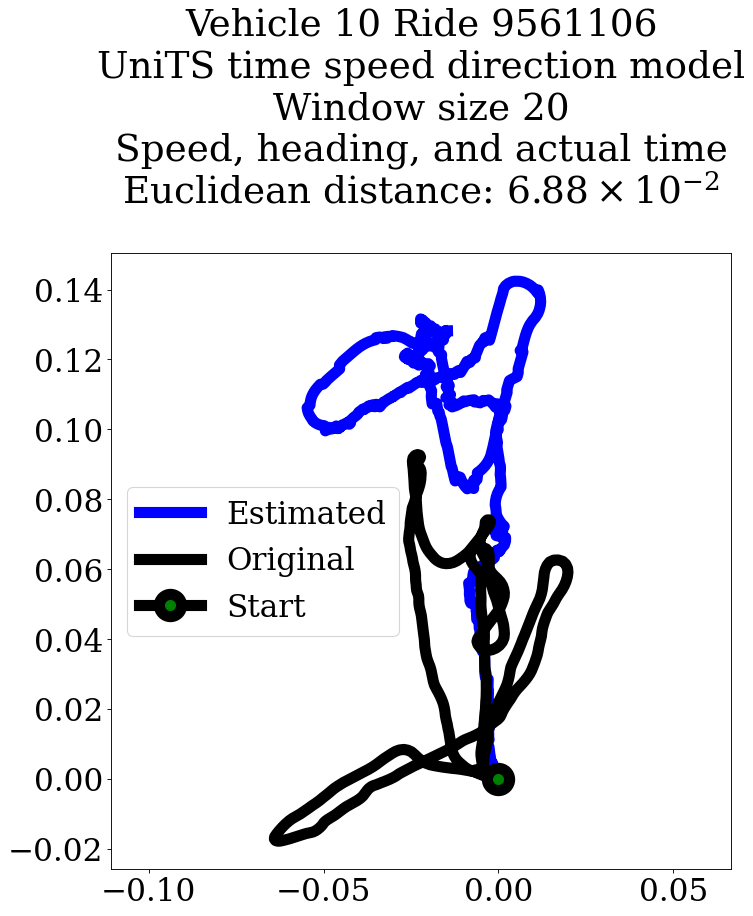 Vehicle 10 Ride 9561106
UniTS time speed direction model
Window size 20
Speed, heading, and actual time
Euclidean distance: 6.88 × 10⁻²
0.14
0.12
0.10
0.08
0.06
0.04
0.02
0.00
−0.02
Estimated
Original
Start
−0.10 −0.05 0.00 0.05